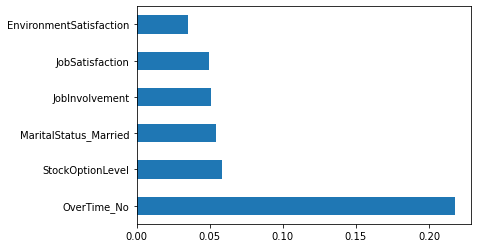 EnvironmentSatisfaction
JobSatisfaction
JobInvolvement
MaritalStatus_Married
StockOptionLevel
OverTime_No
0.00 0.05 0.10 0.15 0.20